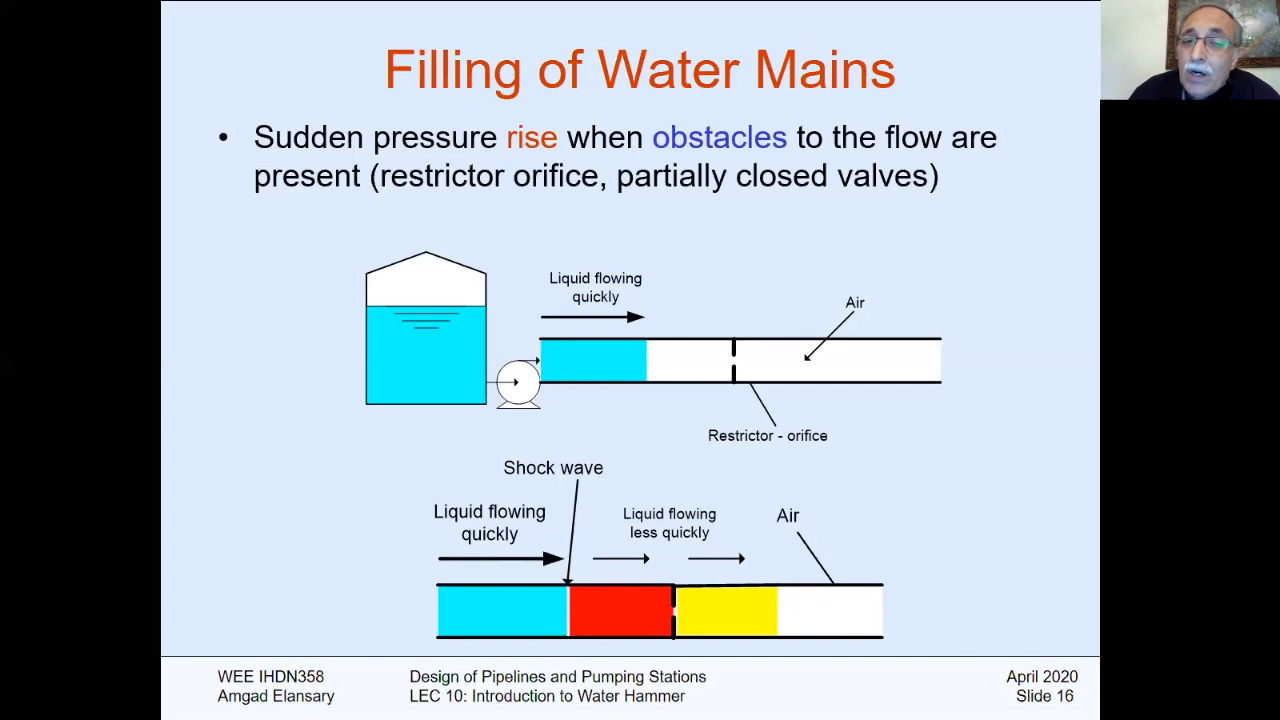 Filling of Water Mains
• Sudden pressure rise when obstacles to the flow are
present (restrictor orifice, partially closed valves)
Liquid flowing
quickly
Air
Restrictor - orifice
Shock wave
Liquid flowing
quickly
Liquid flowing
less quickly
Air
WEE IHDN358
Amgad Elansary
Design of Pipelines and Pumping Stations
LEC 10: Introduction to Water Hammer
April 2020
Slide 16